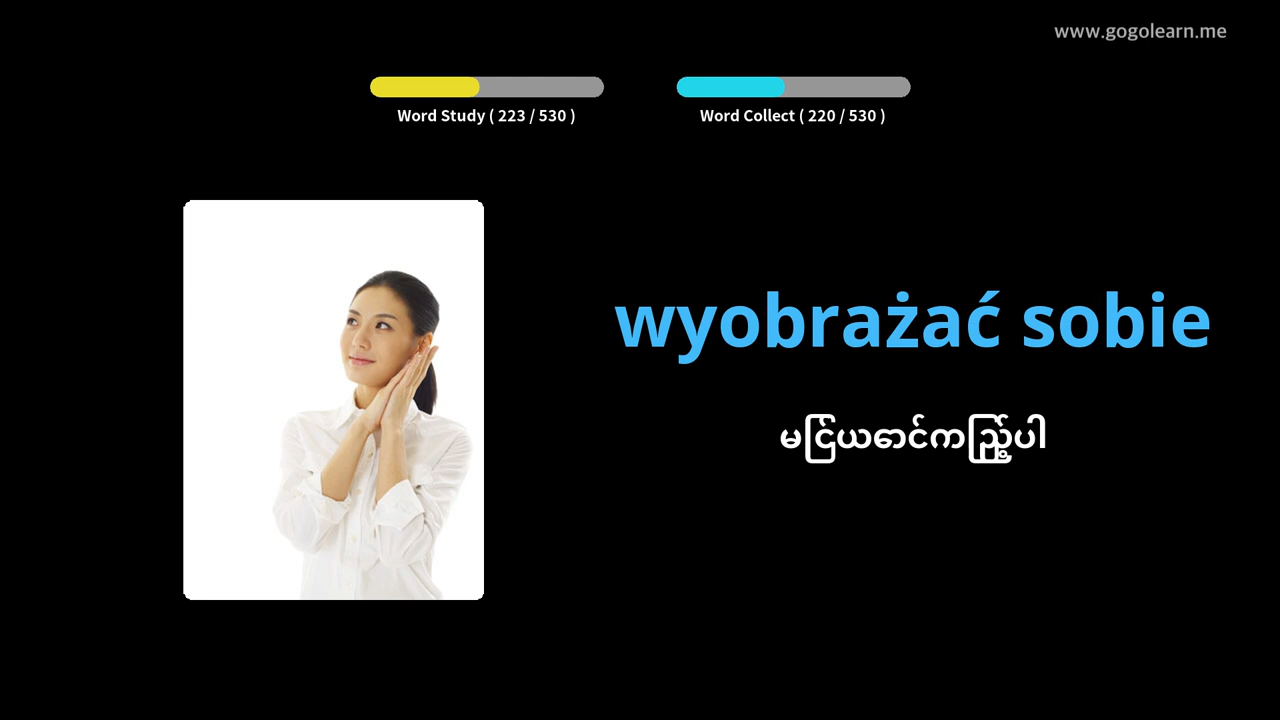 www.gogolearn.me
Word Study ( 223 / 530 )
Word Collect ( 220 / 530 )
wyobrażać sobie
မြင်ယောင်ကြည့်ပါ